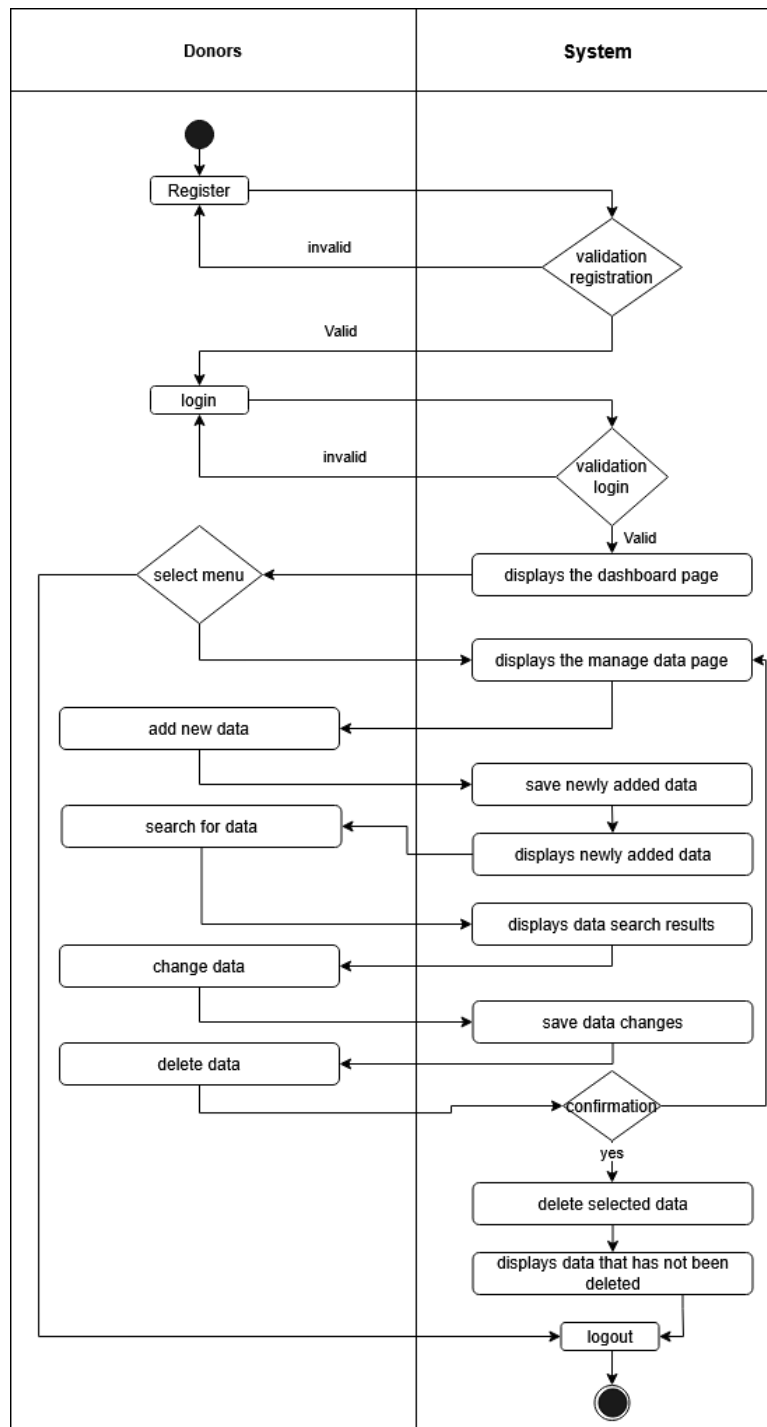 Donors
System
Register
validation
registration
invalid
Valid
login
validation
login
invalid
Valid
select menu
displays the dashboard page
displays the manage data page
add new data
save newly added data
search for data
displays newly added data
displays data search results
change data
save data changes
delete data
confirmation
yes
delete selected data
displays data that has not been
deleted
logout